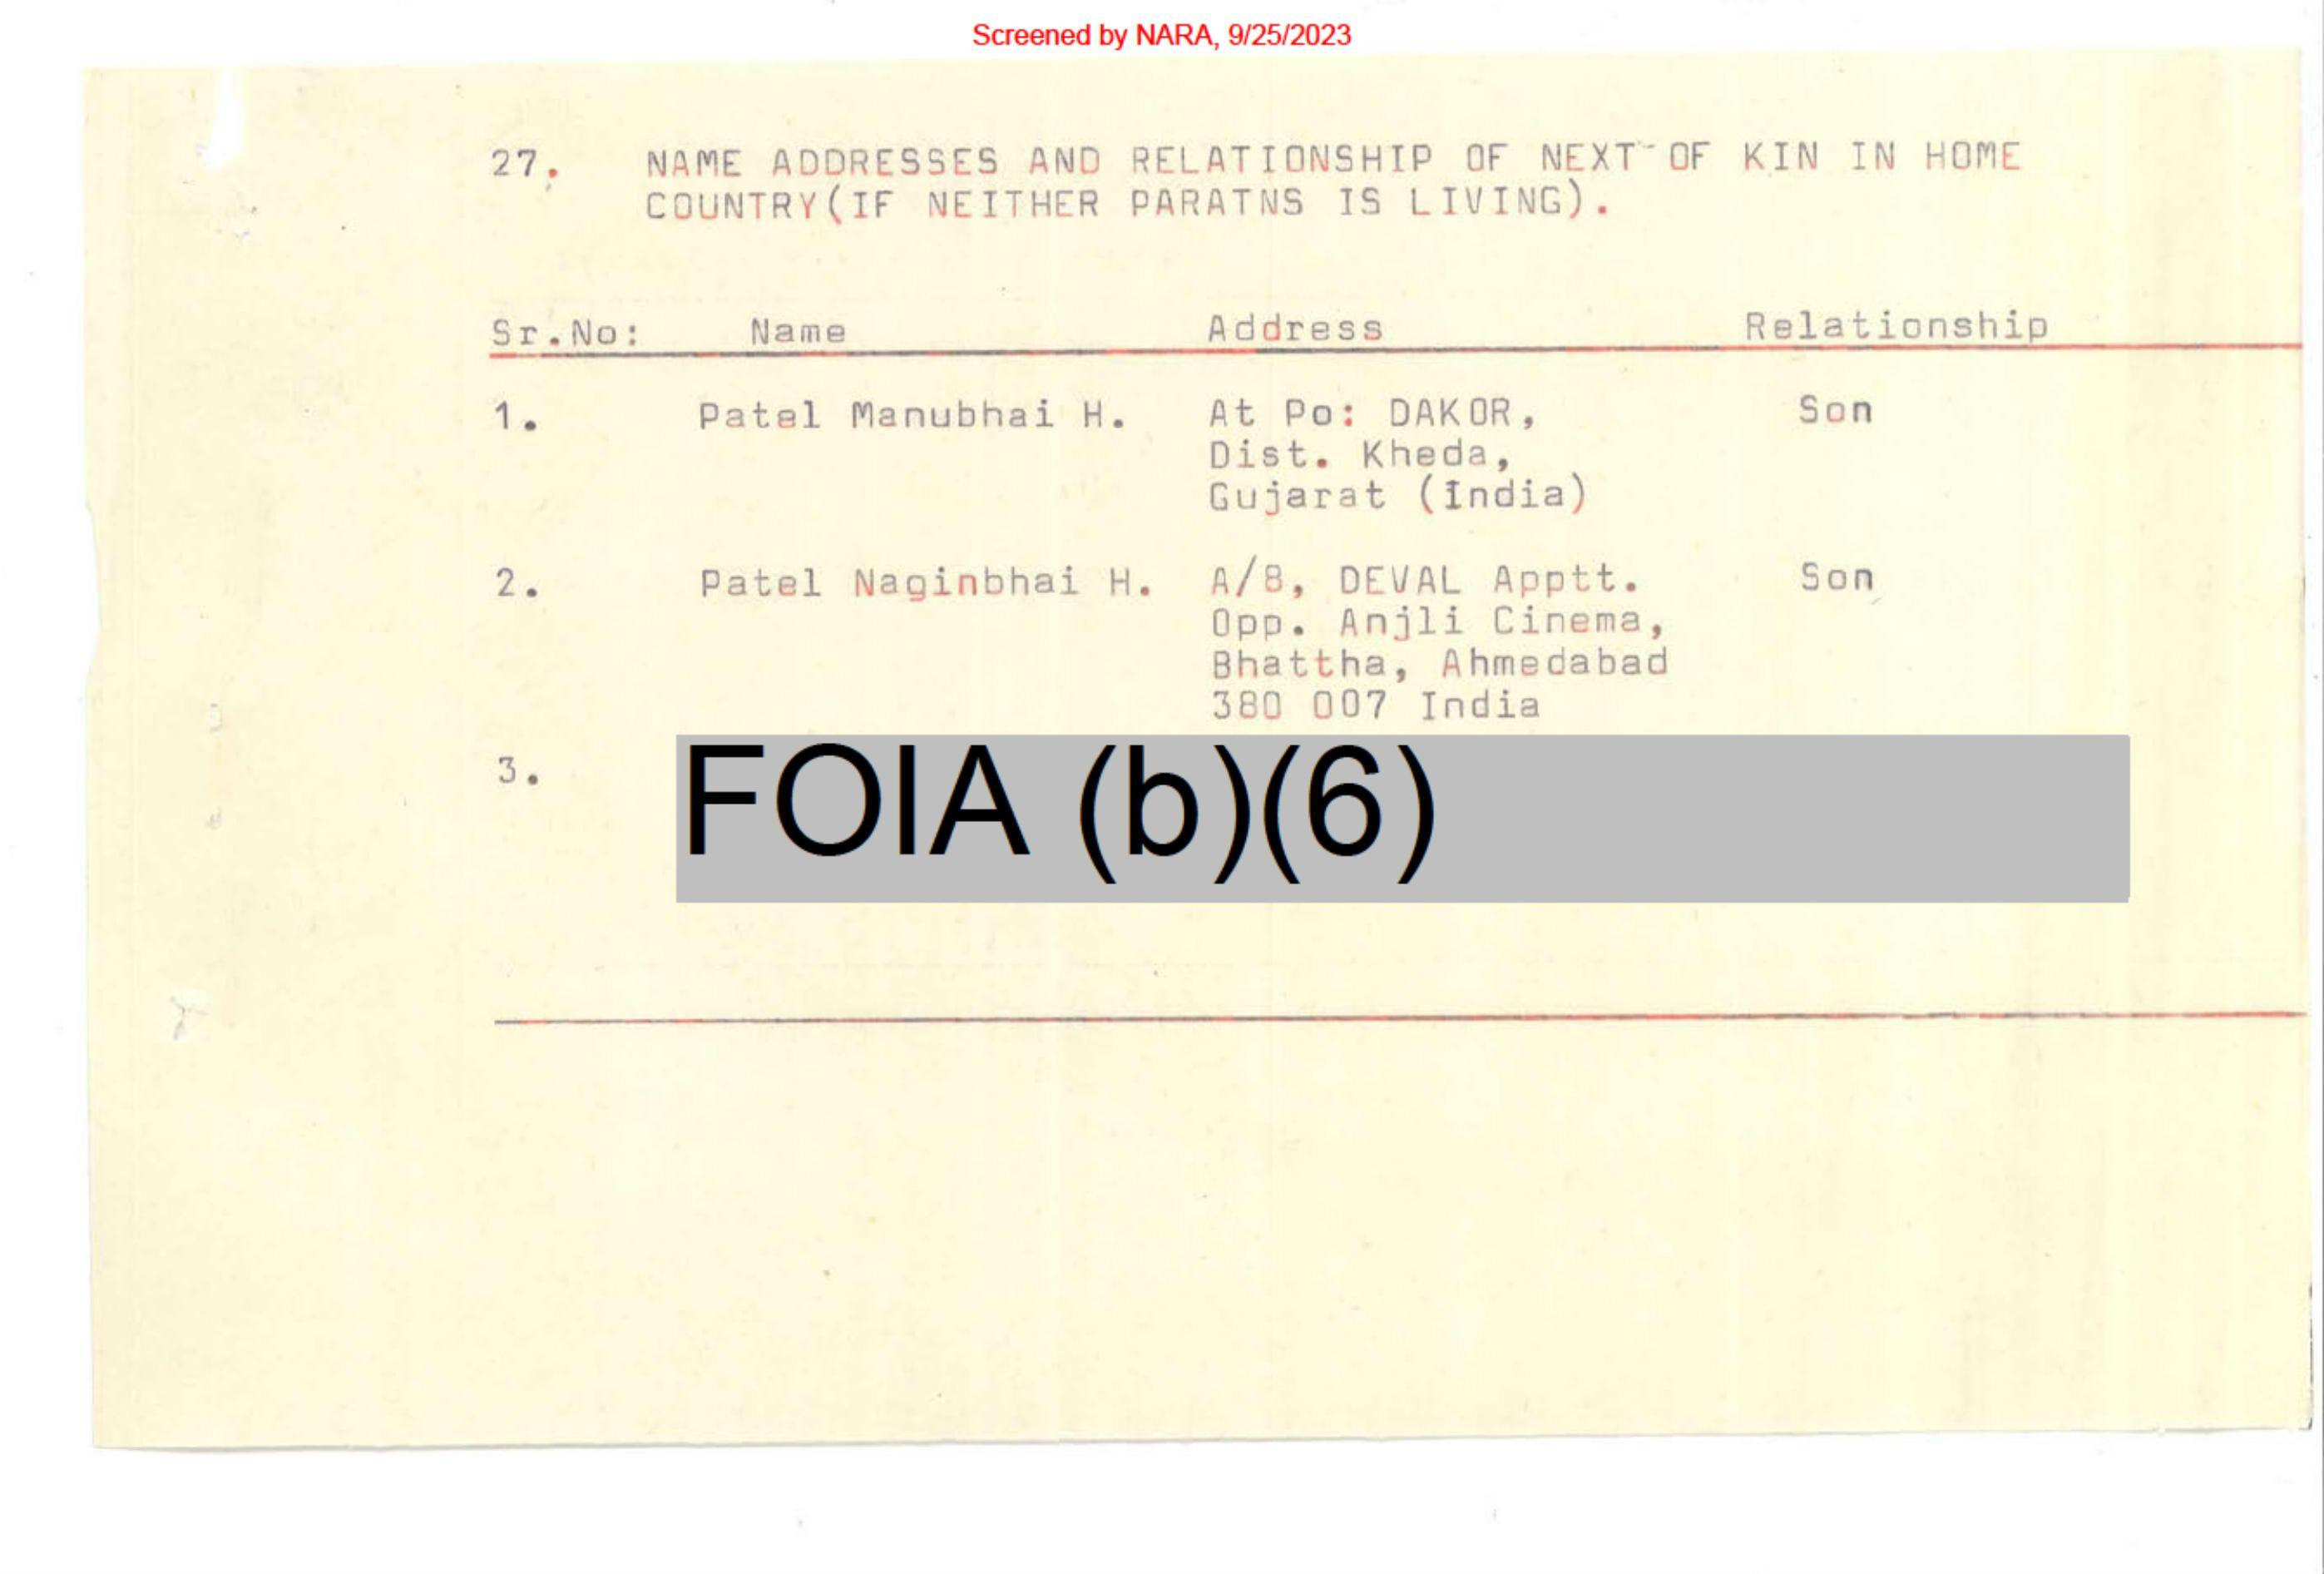 Screened by NARA, 9/25/2023
27. NAME ADDRESSES AND RELATIONSHIP OF NEXT-OF KIN IN HOME
COUNTRY(IF NEITHER PARATNS IS LIVING).
Sr.No: Name Address Relationship
1. Patel Manubhai H. At Po: DAKOR, Son
Dist. Kheda,
Gujarat (India)
2. Patel Naginbhai H. A/8, DEVAL Apptt. Son
Opp. Anjli Cinema,
Bhattha, Ahmedabad
380 007 India
3. FOIA (b)(6)